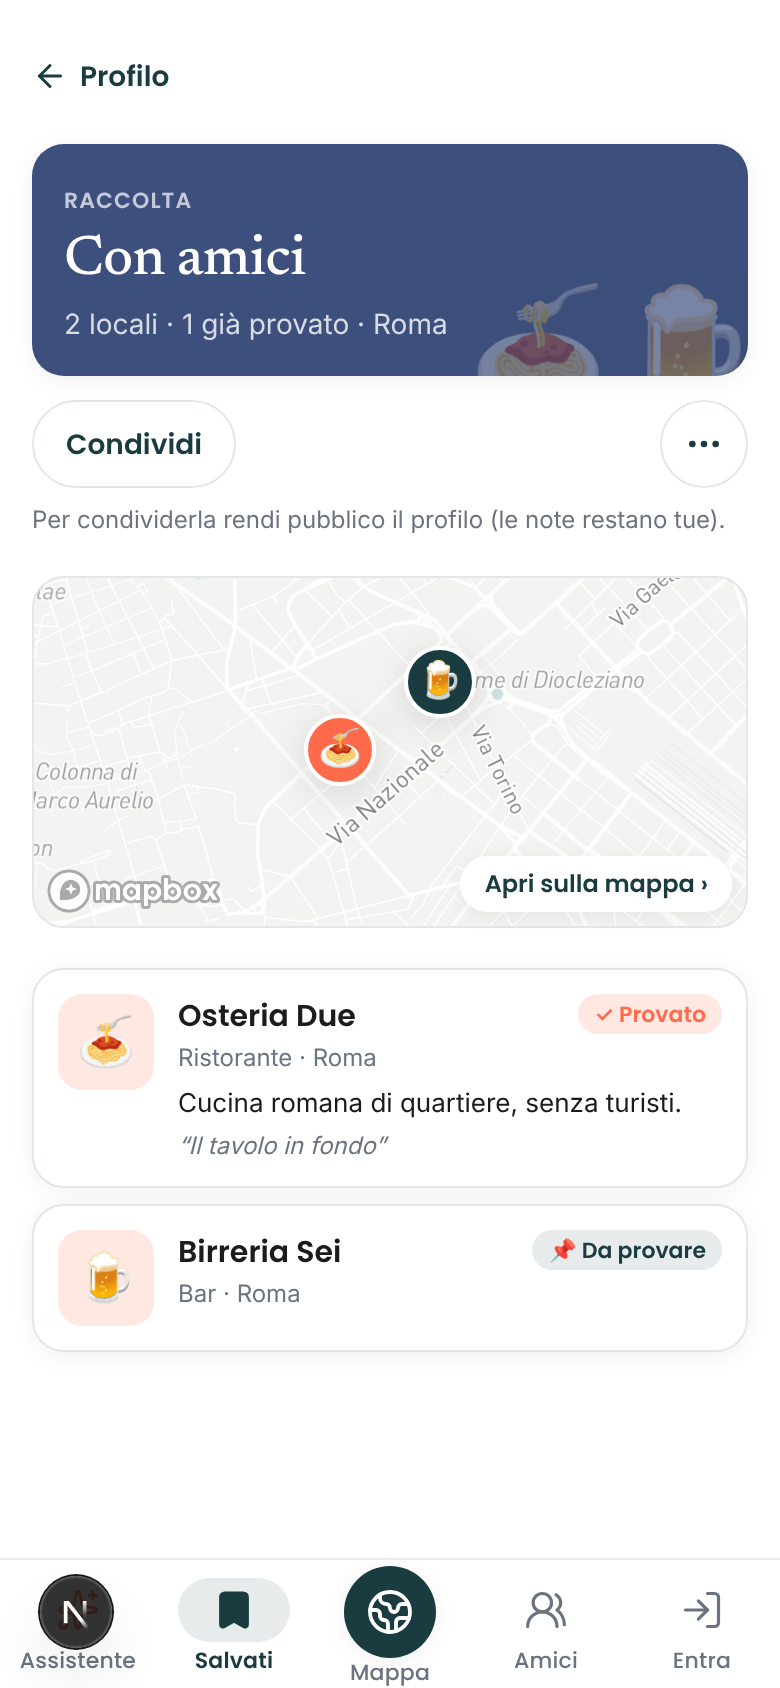 Profilo
RACCOLTA
Con amici
2 locali · 1 già provato · Roma
Condividi
Per condividerla rendi pubblico il profilo (le note restano tue).
me di Diocleziano
Via Torino
Via Nazionale
Colonna di
arco Aurelio
mapbox
Apri sulla mappa ›
Osteria Due
✓ Provato
Ristorante · Roma
Cucina romana di quartiere, senza turisti.
“Il tavolo in fondo”
Birreria Sei
📌 Da provare
Bar · Roma
N
Assistente
Salvati
Mappa
Amici
Entra